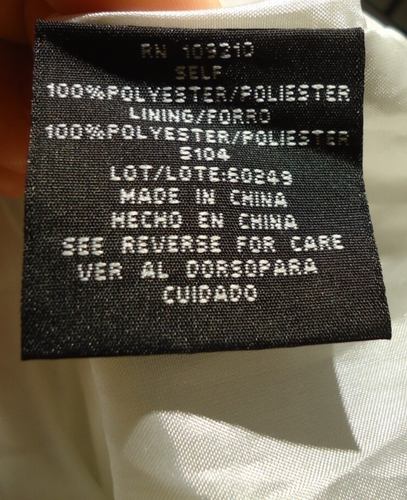 RN 109310
SELF
100%POLYESTER/POLIESTER
LINING/FORRO
100%POLYESTER/POLIESTER
5104
LOT/LOTE:60349
MADE IN CHINA
HECHO EN CHINA
SEE REVERSE FOR CARE
VER AL DORSOPARA
CUIDADO